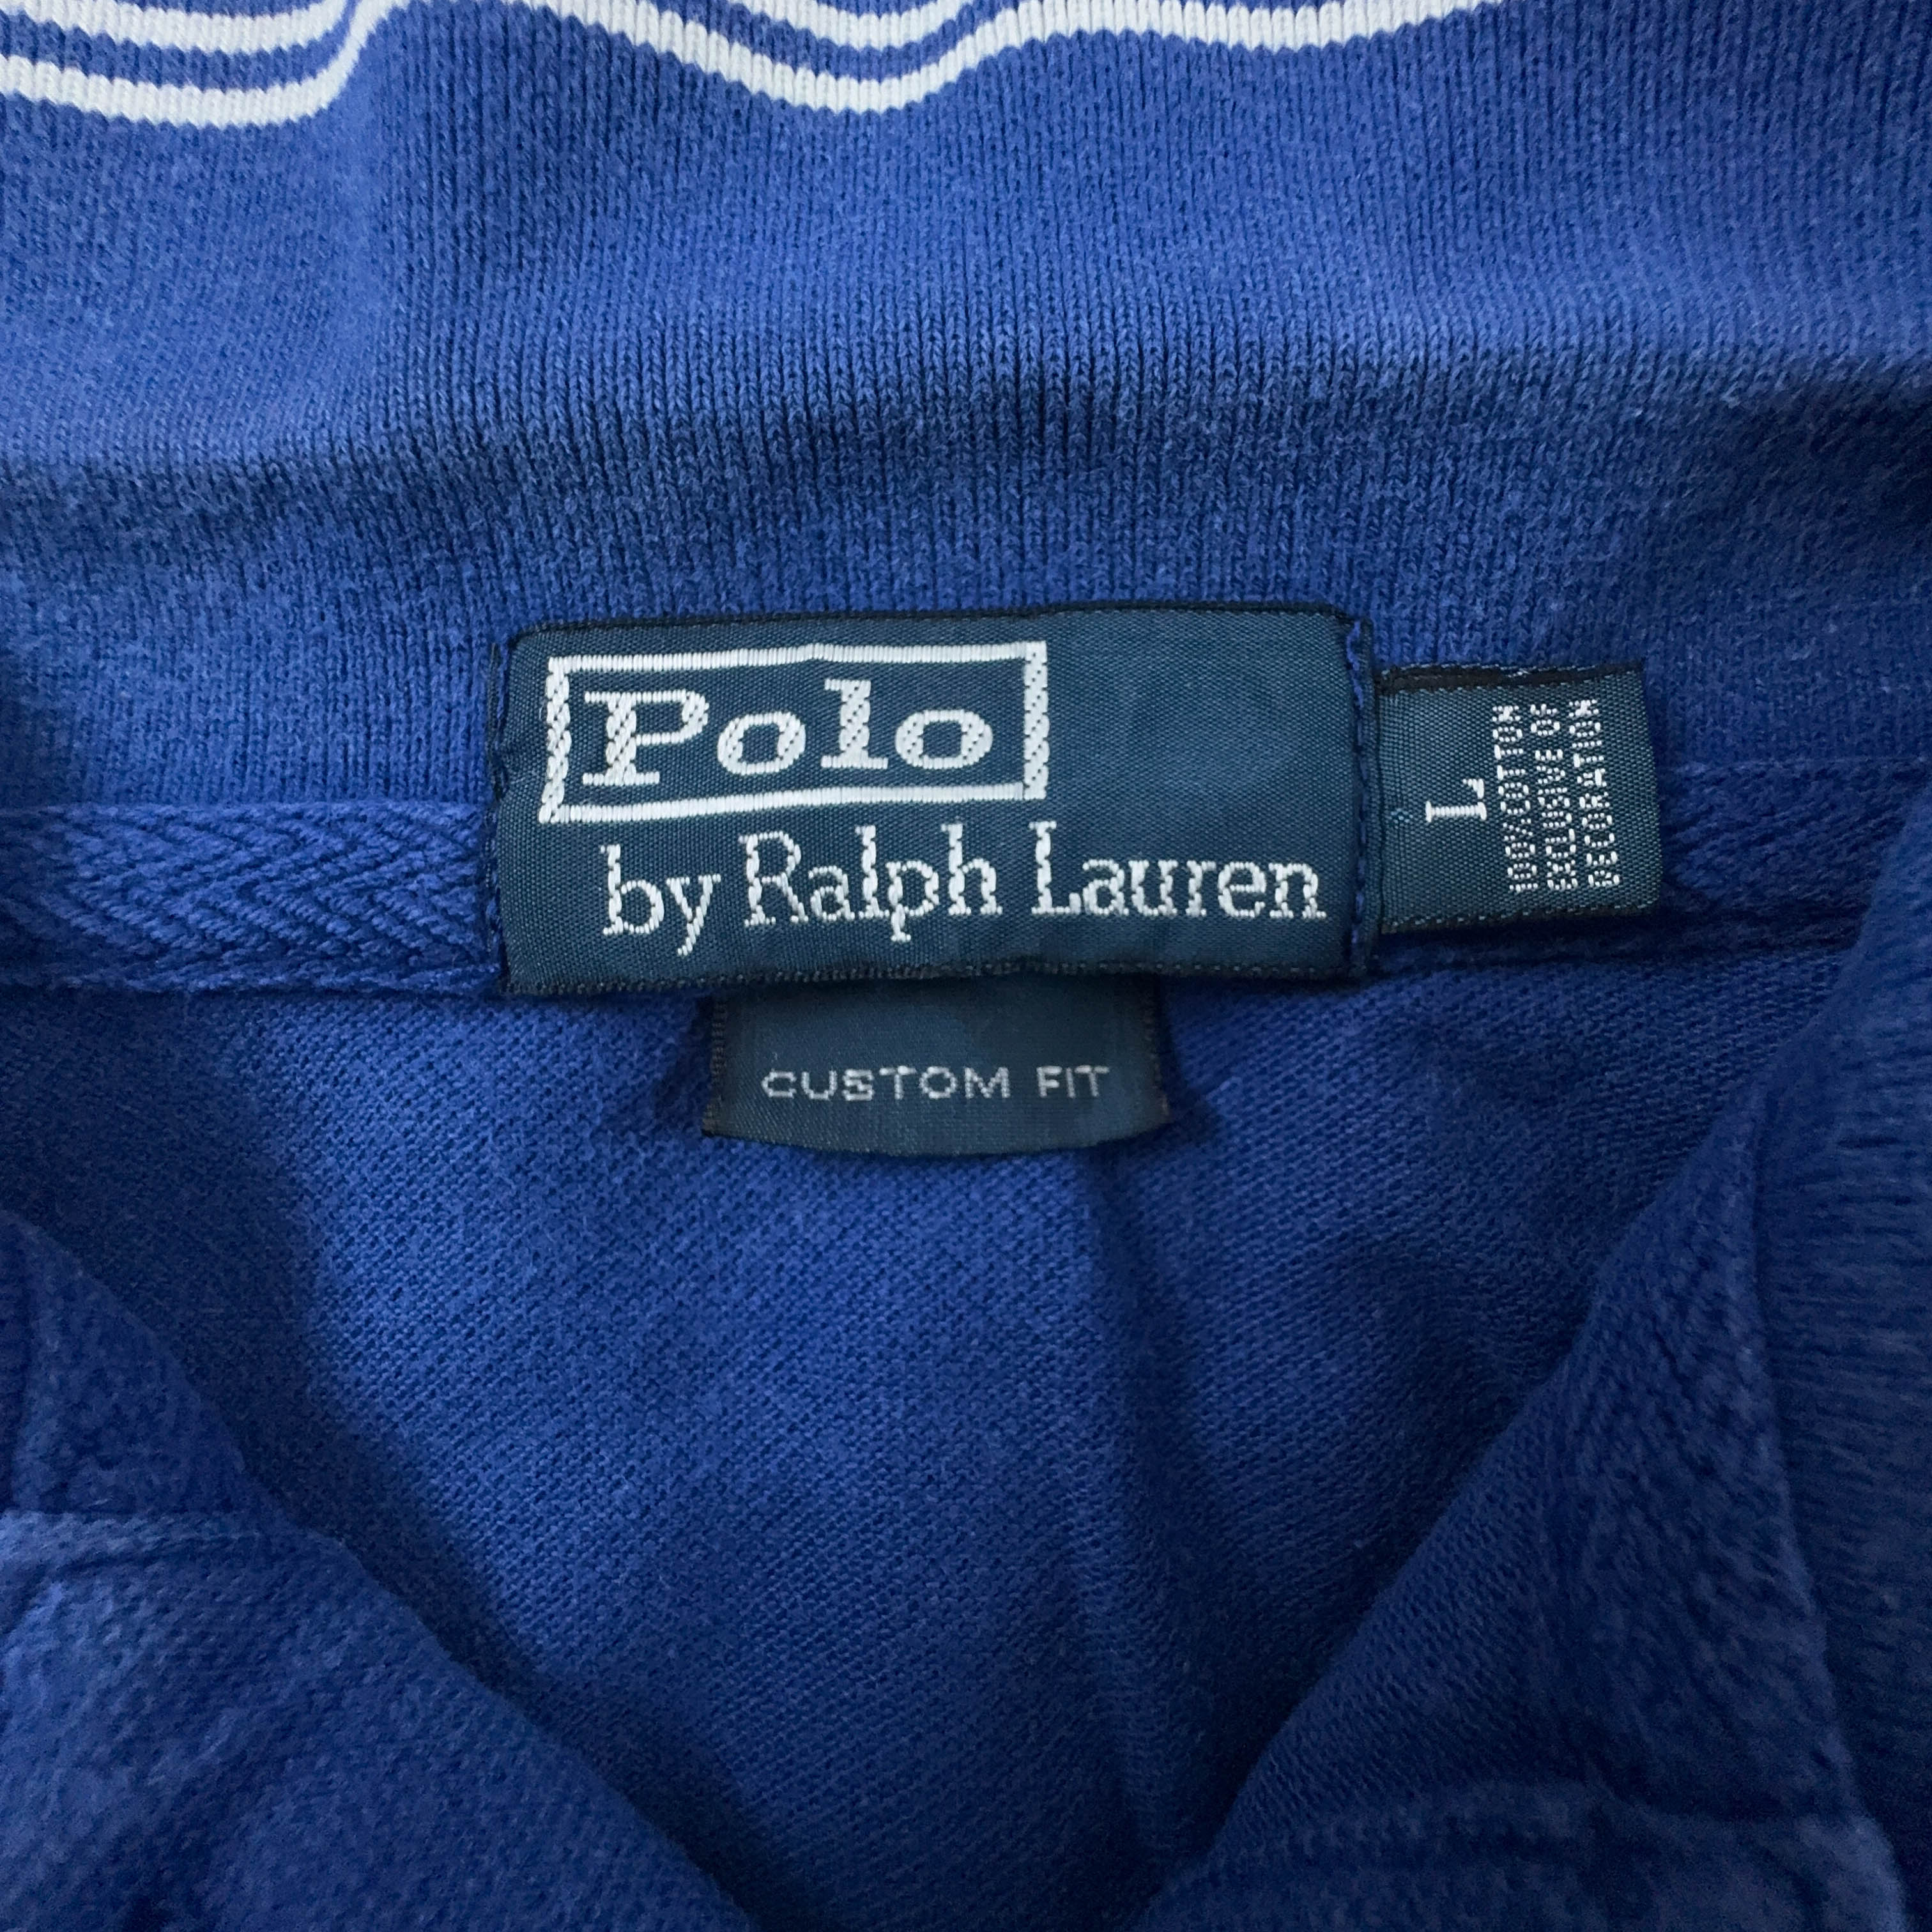 Polo
by Ralph Lauren
CUSTOM FIT
L
100% COTTON
EXCLUSIVE OF
DECORATION